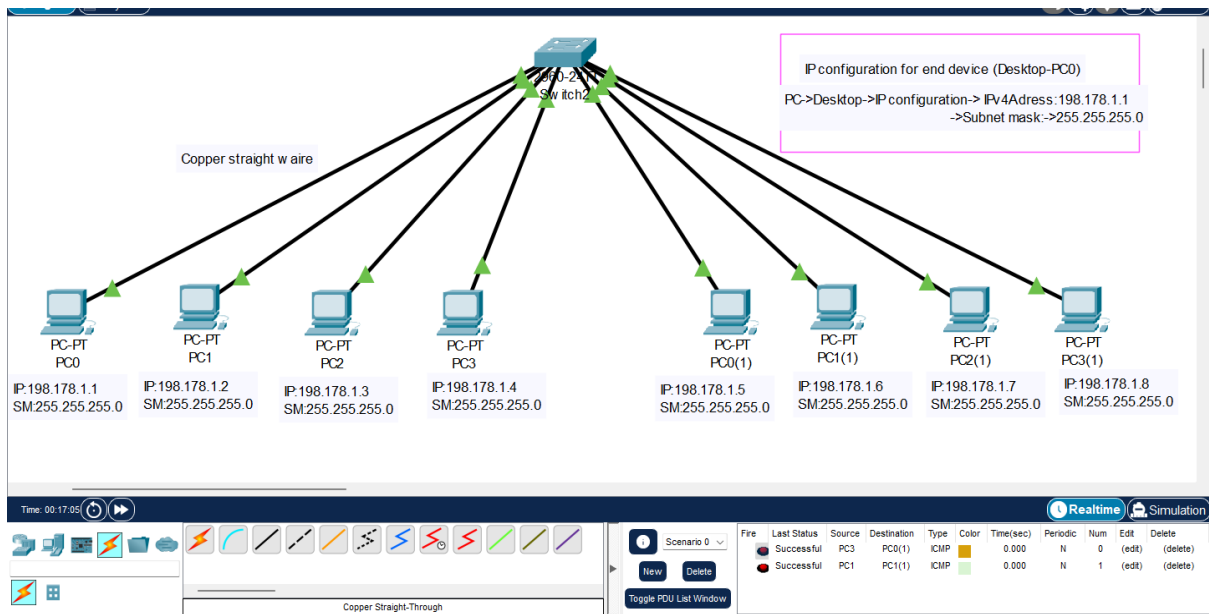 2960-24TT
Switch2
IP configuration for end device (Desktop-PC0)
PC->Desktop->IP configuration-> IPv4Adress:198.178.1.1
->Subnet mask:->255.255.255.0
Copper straight waire
PC-PT
PC0
IP:198.178.1.1
SM:255.255.255.0
PC-PT
PC1
IP:198.178.1.2
SM:255.255.255.0
PC-PT
PC2
IP:198.178.1.3
SM:255.255.255.0
PC-PT
PC3
IP:198.178.1.4
SM:255.255.255.0
PC-PT
PC0(1)
IP:198.178.1.5
SM:255.255.255.0
PC-PT
PC1(1)
IP:198.178.1.6
SM:255.255.255.0
PC-PT
PC2(1)
IP:198.178.1.7
SM:255.255.255.0
PC-PT
PC3(1)
IP:198.178.1.8
SM:255.255.255.0
Time: 00:17:05
Realtime
Simulation
Copper Straight-Through
Scenario 0
New
Delete
Toggle PDU List Window
Fire Last Status Source Destination Type Color Time(sec) Periodic Num Edit Delete
Successful PC3 PC0(1) ICMP 0.000 N 0 (edit) (delete)
Successful PC1 PC1(1) ICMP 0.000 N 1 (edit) (delete)